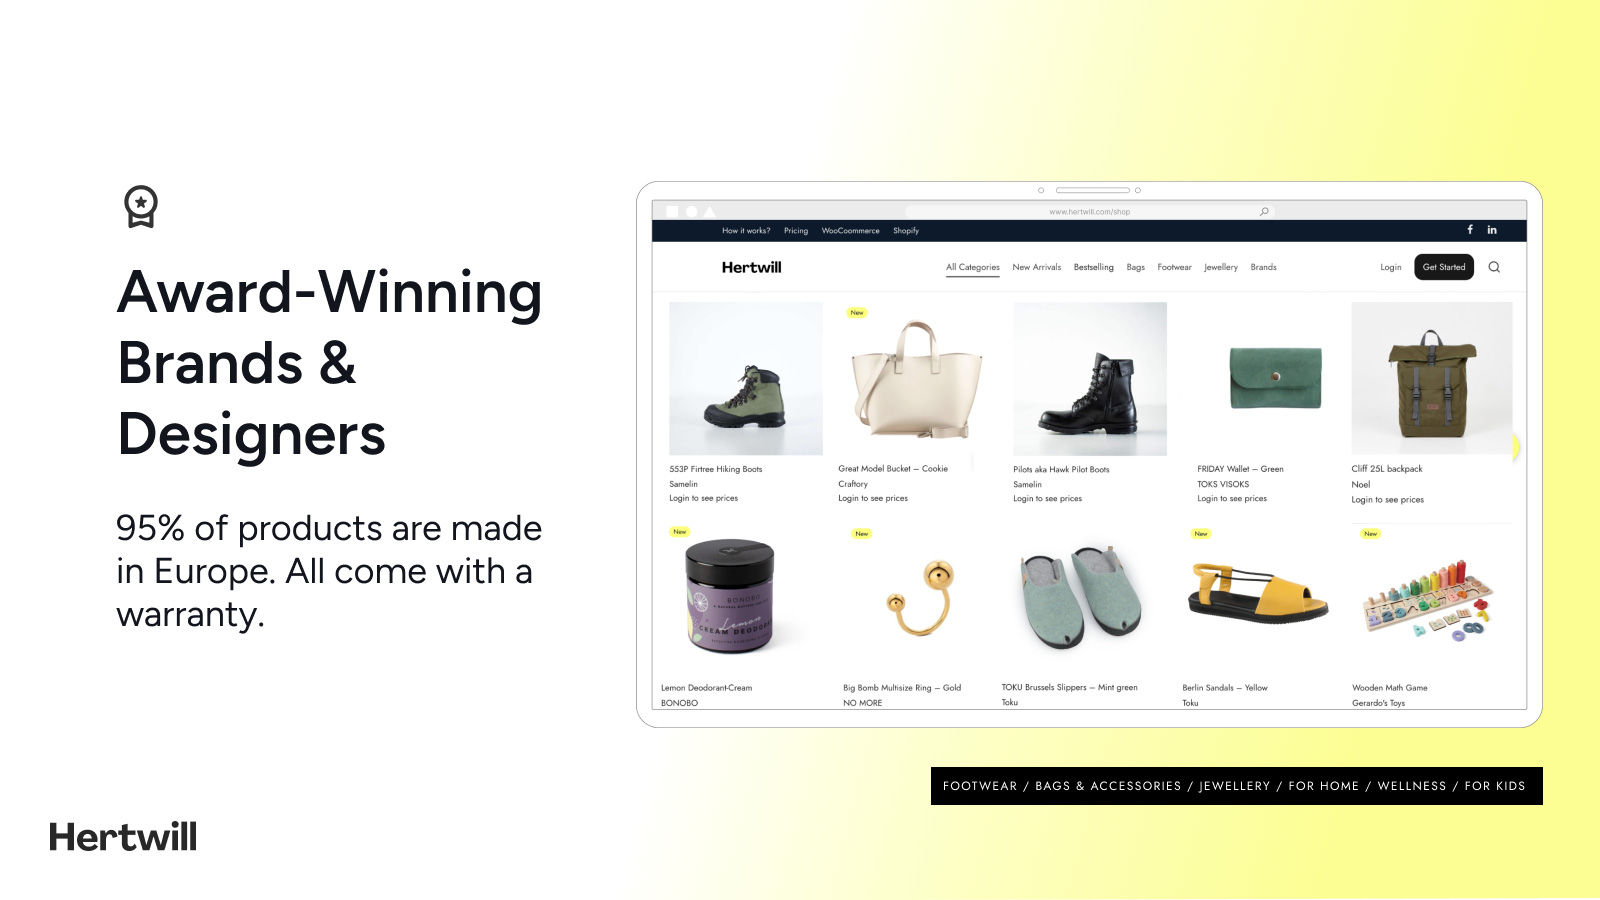 Award-Winning
Brands &
Designers
95% of products are made
in Europe. All come with a
warranty.
Hertwill
www.hertwill.com/shop
How it works? Pricing WooCoommerce Shopify
Hertwill All Categories New Arrivals Bestselling Bags Footwear Jewellery Brands Login Get Started
New
553P Firtree Hiking Boots
Samelin
Login to see prices
Great Model Bucket – Cookie
Craftory
Login to see prices
Pilots aka Hawk Pilot Boots
Samelin
Login to see prices
FRIDAY Wallet – Green
TOKS VISOKS
Login to see prices
Cliff 25L backpack
Noel
Login to see prices
New
New
New
New
BONOBO
Lemon
CREAM DEODORA
Lemon Deodorant-Cream
BONOBO
Big Bomb Multisize Ring – Gold
NO MORE
TOKU Brussels Slippers – Mint green
Toku
Berlin Sandals – Yellow
Toku
Wooden Math Game
Gerardo's Toys
FOOTWEAR / BAGS & ACCESSORIES / JEWELLERY / FOR HOME / WELLNESS / FOR KIDS